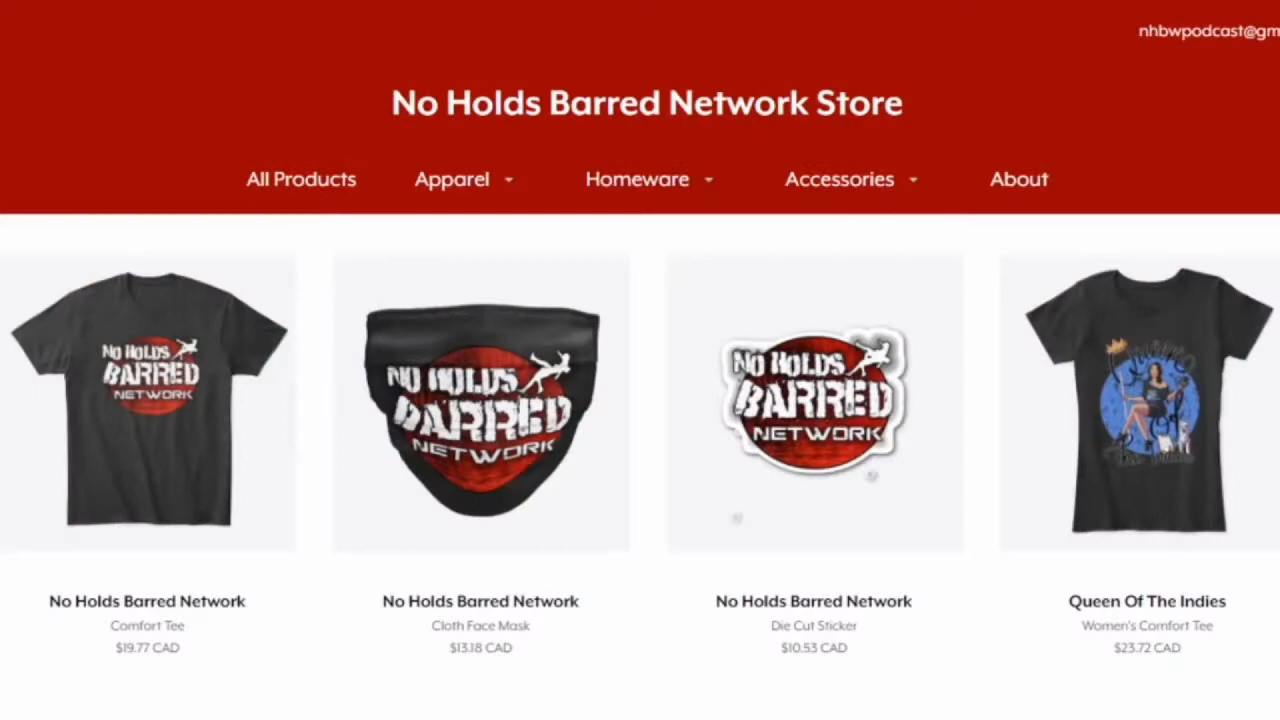 nhbwpodcast@gm
No Holds Barred Network Store
All Products Apparel Homeware Accessories About
NO HOLDS
BARRED
NETWORK
NO HOLDS
BARRED
NETWORK
NO HOLDS
BARRED
NETWORK
No Holds Barred Network
Comfort Tee
$19.77 CAD
No Holds Barred Network
Cloth Face Mask
$13.18 CAD
No Holds Barred Network
Die Cut Sticker
$10.53 CAD
Queen Of The Indies
Women's Comfort Tee
$23.72 CAD